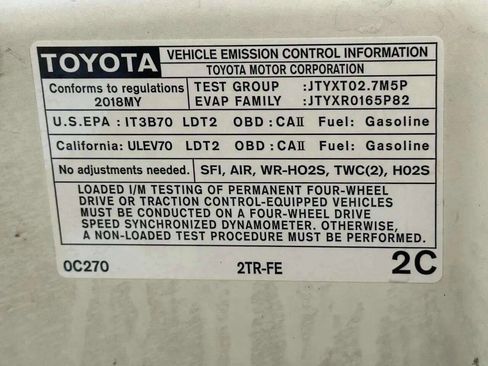 TOYOTA
VEHICLE EMISSION CONTROL INFORMATION
TOYOTA MOTOR CORPORATION
Conforms to regulations
2018MY
TEST GROUP :JTYXT02.7M5P
EVAP FAMILY :JTYXR0165P82
U.S.EPA : IT3B70 LDT2 OBD : CAII Fuel: Gasoline
California: ULEV70 LDT2 OBD : CAII Fuel: Gasoline
No adjustments needed. SFI, AIR, WR-HO2S, TWC(2), HO2S
LOADED I/M TESTING OF PERMANENT FOUR-WHEEL
DRIVE OR TRACTION CONTROL-EQUIPPED VEHICLES
MUST BE CONDUCTED ON A FOUR-WHEEL DRIVE
SPEED SYNCHRONIZED DYNAMOMETER. OTHERWISE,
A NON-LOADED TEST PROCEDURE MUST BE PERFORMED.
0C270 2TR-FE 2C